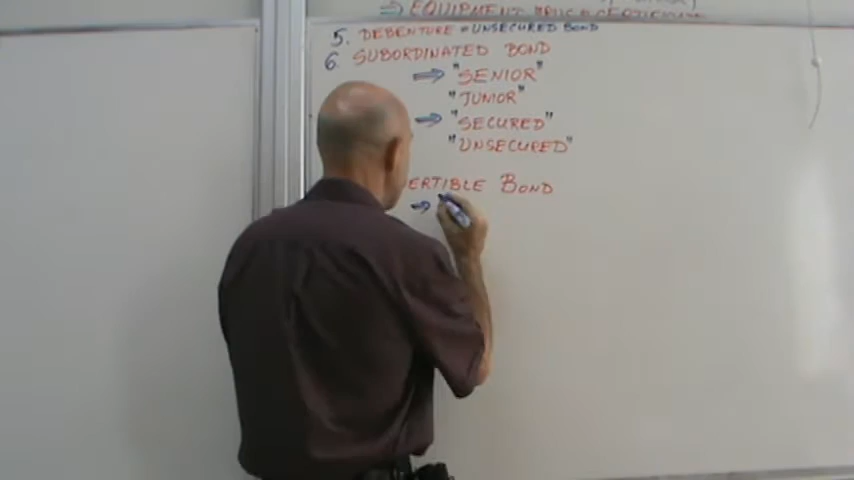 ⇒ EQUIPMENT
5. DEBENTURE = UNSECURED BOND
6. SUBORDINATED BOND
⇒ "SENIOR"
"JUNIOR"
⇒ "SECURED"
"UNSECURED"
ERTIBLE BOND
⇒